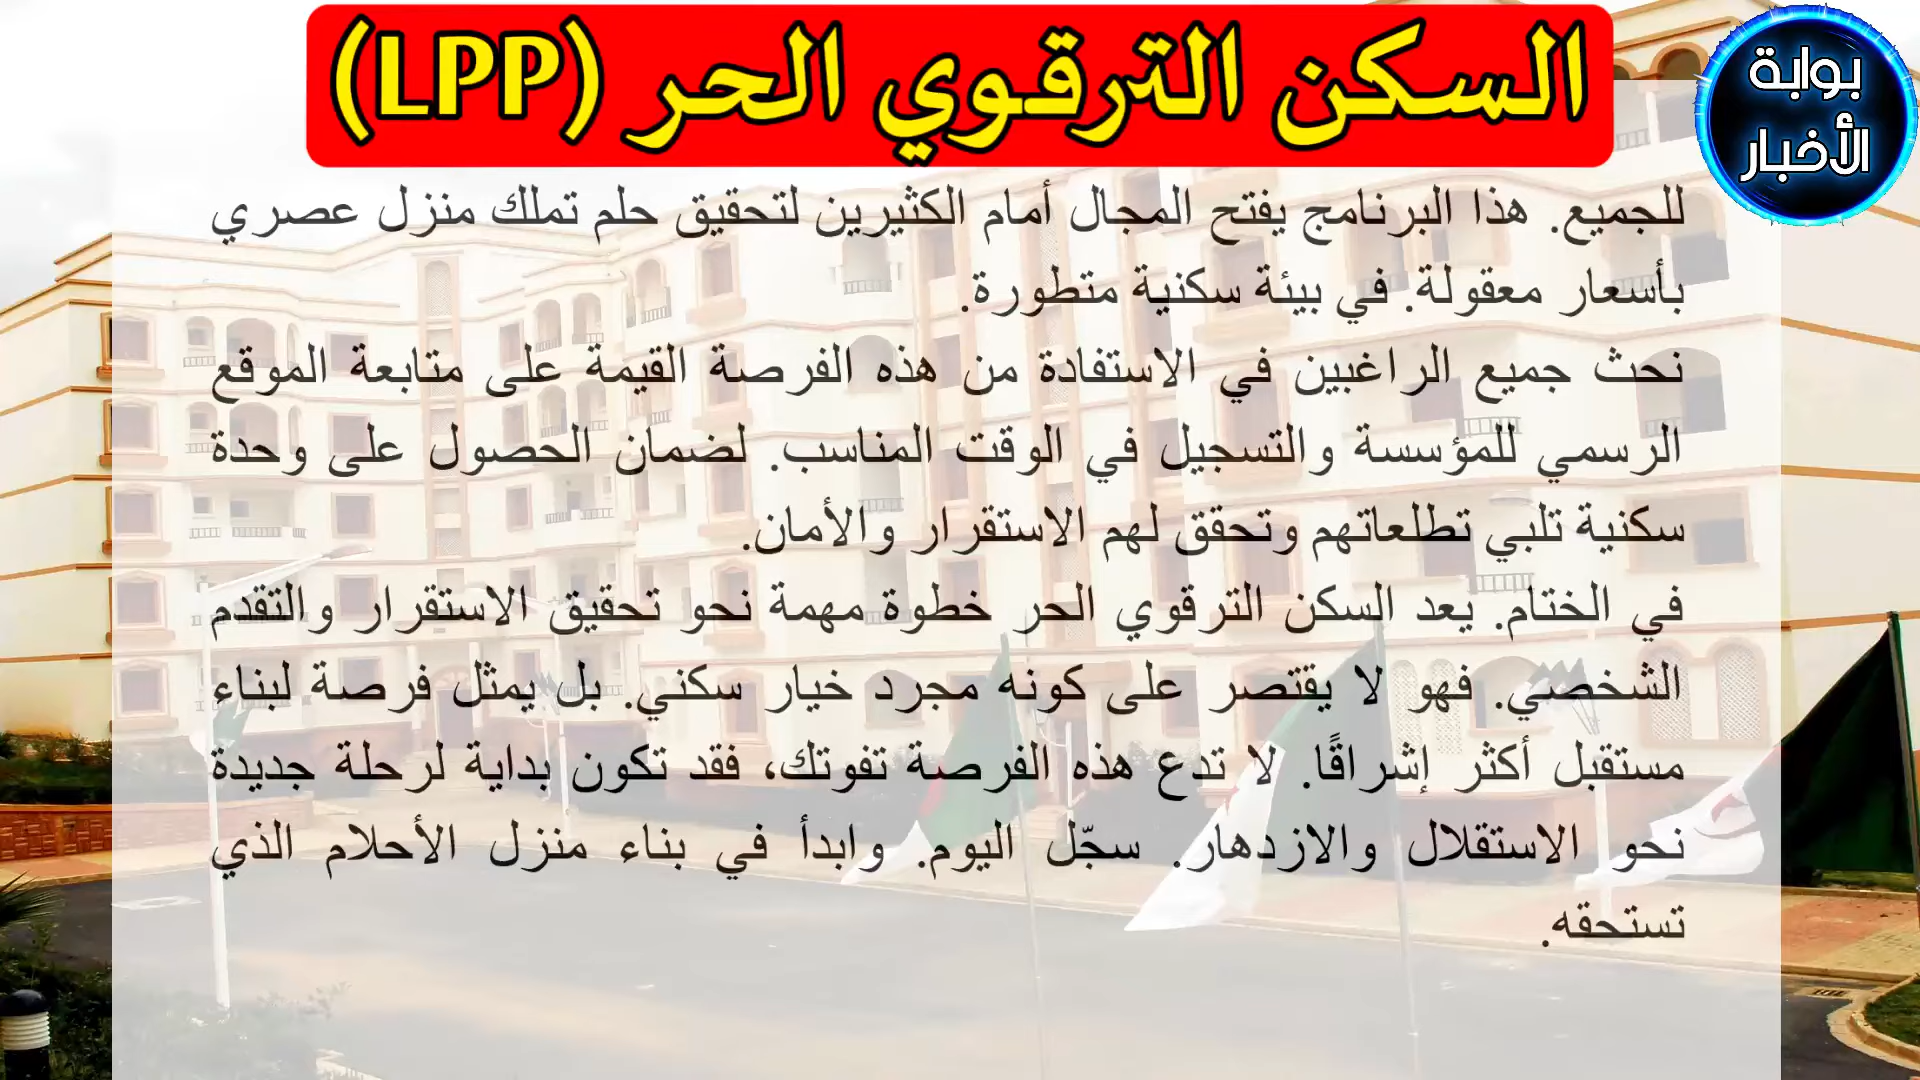 السكن الترقوي الحر (LPP)
بوابة
الأخبار
للجميع. هذا البرنامج يفتح المجال أمام الكثيرين لتحقيق حلم تملك منزل عصري
بأسعار معقولة. في بيئة سكنية متطورة.
نحث جميع الراغبين في الاستفادة من هذه الفرصة القيمة على متابعة الموقع
الرسمي للمؤسسة والتسجيل في الوقت المناسب. لضمان الحصول على وحدة
سكنية تلبي تطلعاتهم وتحقق لهم الاستقرار والأمان.
في الختام. يعد السكن الترقوي الحر خطوة مهمة نحو تحقيق الاستقرار والتقدم
الشخصي. فهو لا يقتصر على كونه مجرد خيار سكني. بل يمثل فرصة لبناء
مستقبل أكثر إشراقًا. لا تدع هذه الفرصة تفوتك، فقد تكون بداية لرحلة جديدة
نحو الاستقلال والازدهار. سجّل اليوم. وابدأ في بناء منزل الأحلام الذي
تستحقه.